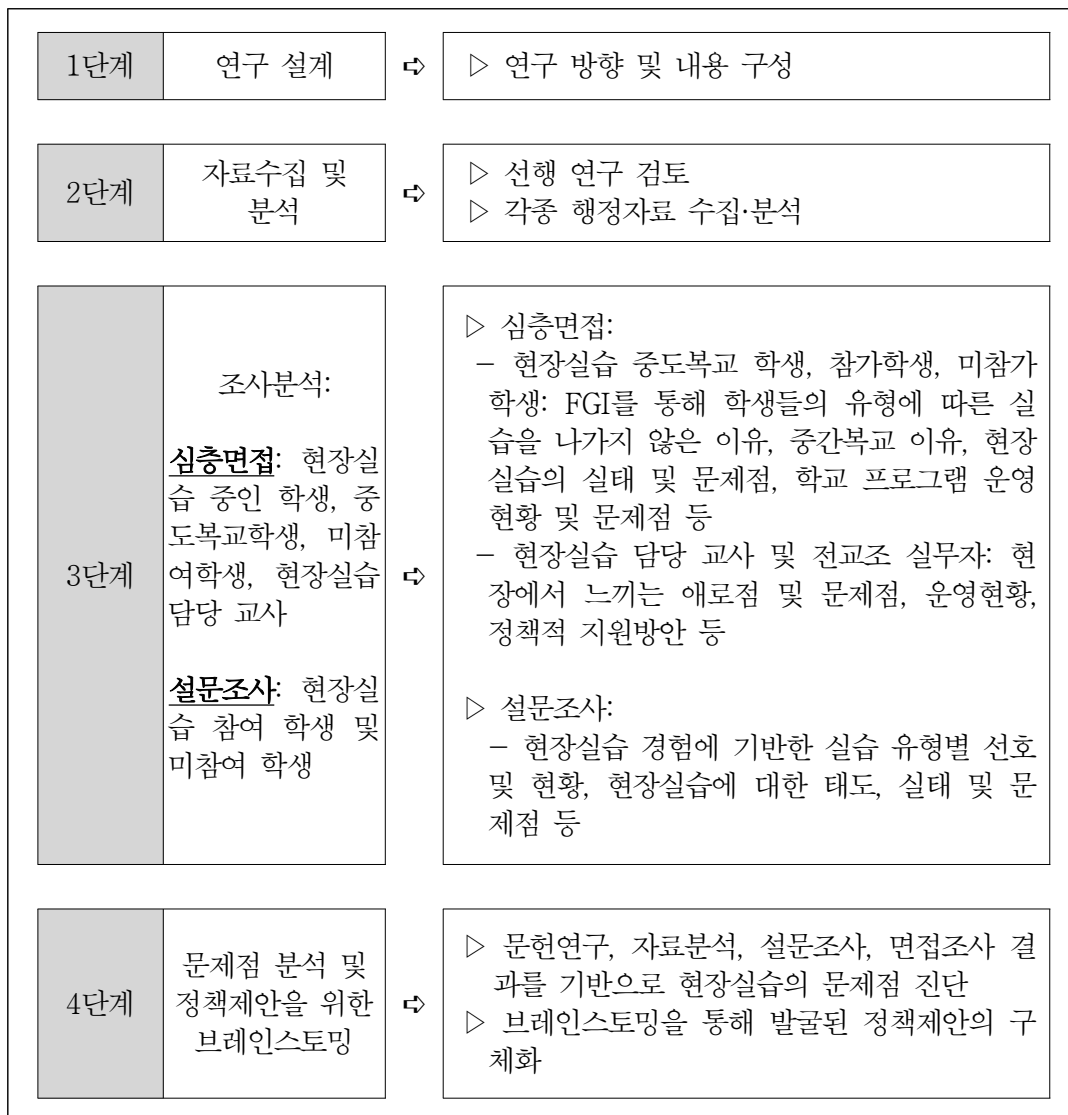 1단계
연구 설계
➪
▷ 연구 방향 및 내용 구성
2단계
자료수집 및
분석
➪
▷ 선행 연구 검토
▷ 각종 행정자료 수집·분석
3단계
조사분석:
심층면접: 현장실
습 중인 학생, 중
도복교학생, 미참
여학생, 현장실습
담당 교사
설문조사: 현장실
습 참여 학생 및
미참여 학생
➪
▷ 심층면접:
– 현장실습 중도복교 학생, 참가학생, 미참가
학생: FGI를 통해 학생들의 유형에 따른 실
습을 나가지 않은 이유, 중간복교 이유, 현장
실습의 실태 및 문제점, 학교 프로그램 운영
현황 및 문제점 등
– 현장실습 담당 교사 및 전교조 실무자: 현
장에서 느끼는 애로점 및 문제점, 운영현황,
정책적 지원방안 등
▷ 설문조사:
– 현장실습 경험에 기반한 실습 유형별 선호
및 현황, 현장실습에 대한 태도, 실태 및 문
제점 등
4단계
문제점 분석 및
정책제안을 위한
브레인스토밍
➪
▷ 문헌연구, 자료분석, 설문조사, 면접조사 결
과를 기반으로 현장실습의 문제점 진단
▷ 브레인스토밍을 통해 발굴된 정책제안의 구
체화